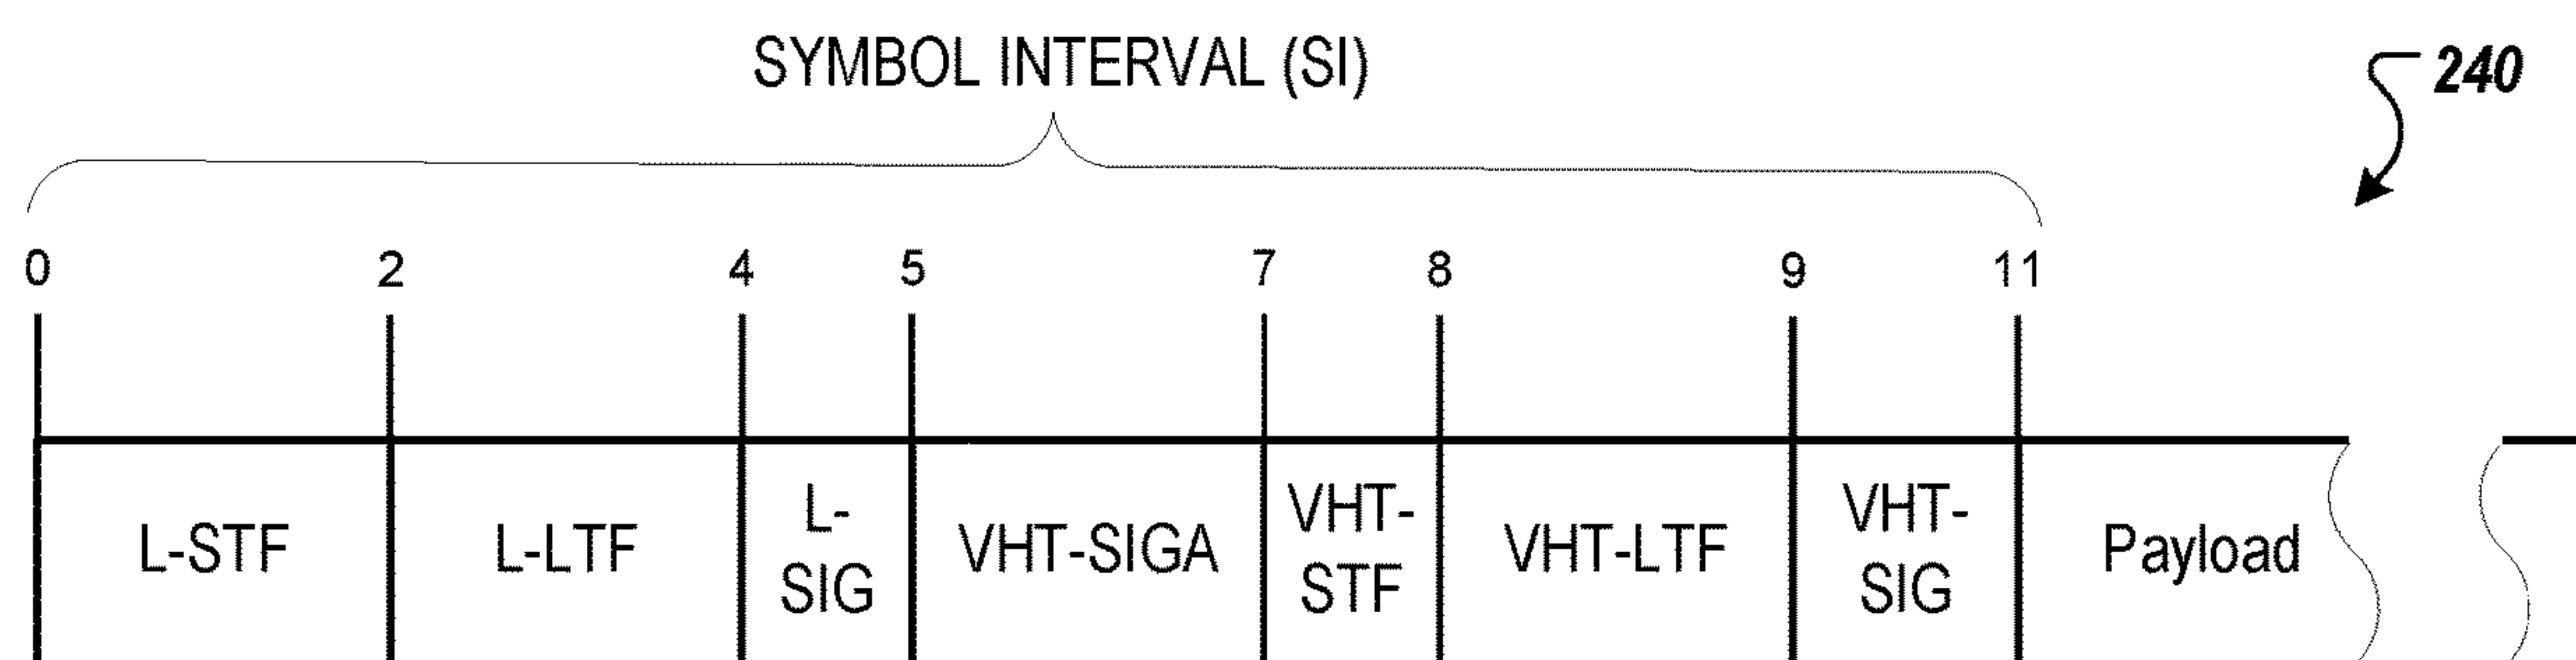 SYMBOL INTERVAL (SI)
240
0 2 4 5 7 8 9 11
L-STF
L-LTF
L-
SIG
VHT-SIGA
VHT-
STF
VHT-LTF
VHT-
SIG
Payload